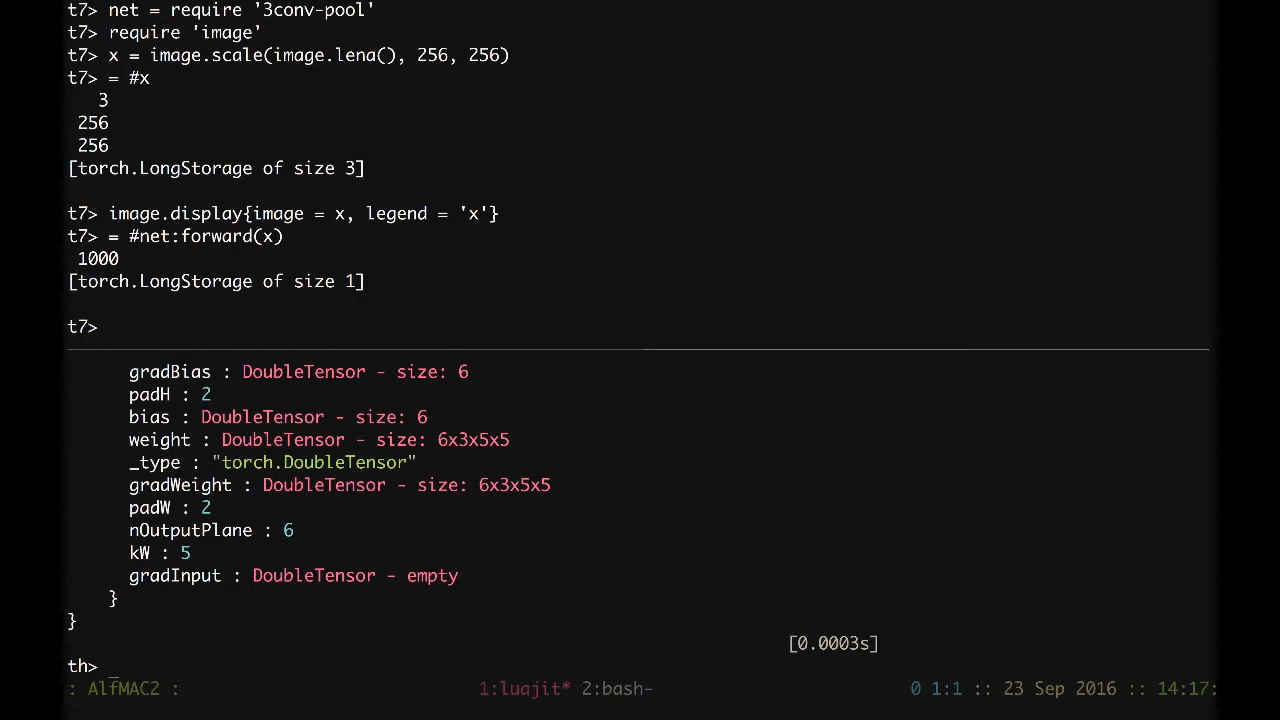 t7> net = require '3conv-pool'
t7> require 'image'
t7> x = image.scale(image.lena(), 256, 256)
t7> = #x
3
256
256
[torch.LongStorage of size 3]
t7> image.display{image = x, legend = 'x'}
t7> = #net:forward(x)
1000
[torch.LongStorage of size 1]
t7>
gradBias : DoubleTensor - size: 6
padH : 2
bias : DoubleTensor - size: 6
weight : DoubleTensor - size: 6x3x5x5
_type : "torch.DoubleTensor"
gradWeight : DoubleTensor - size: 6x3x5x5
padW : 2
nOutputPlane : 6
kW : 5
gradInput : DoubleTensor - empty
}
}
[0.0003s]
th> _
: AlfMAC2 : 1:luajit* 2:bash- 0 1:1 :: 23 Sep 2016 :: 14:17: